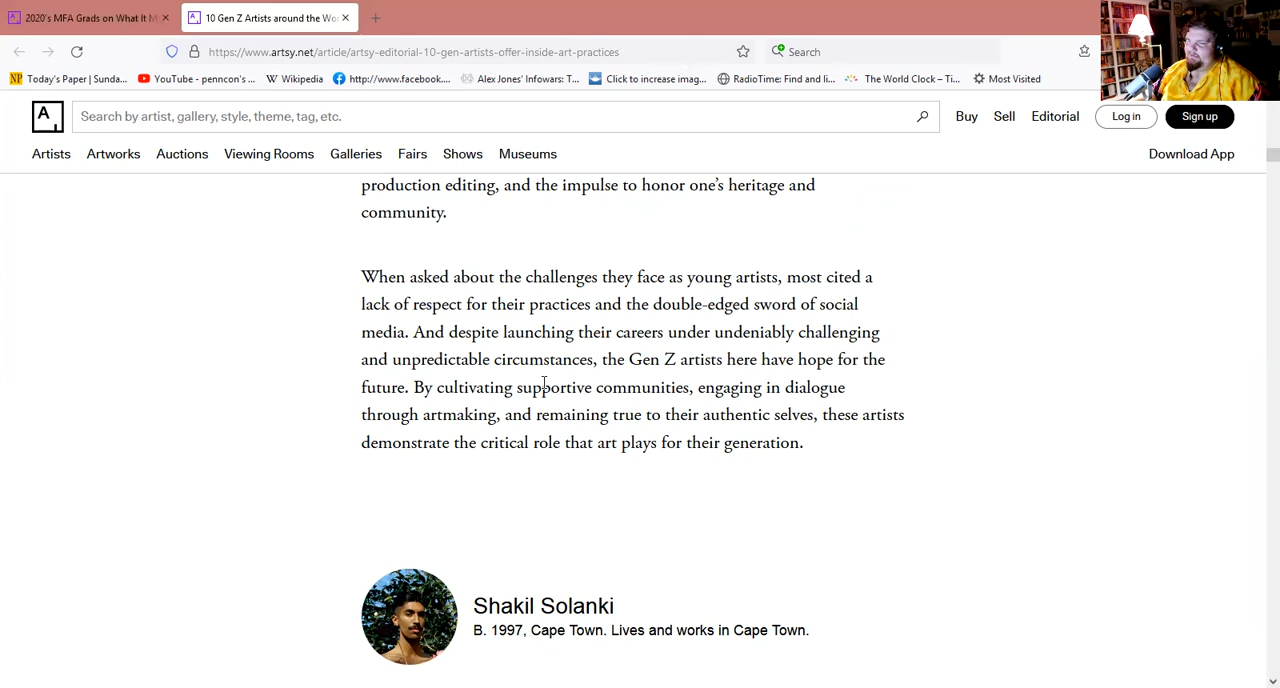 2020's MFA Grads on What It M
10 Gen Z Artists around the Wor
https://www.artsy.net/article/artsy-editorial-10-gen-artists-offer-inside-art-practices
Search
Today's Paper | Sunda...
YouTube - penncon's ...
Wikipedia
http://www.facebook....
Alex Jones' Infowars: T...
Click to increase imag...
RadioTime: Find and li...
The World Clock – Ti...
Most Visited
A
Search by artist, gallery, style, theme, tag, etc.
Buy
Sell
Editorial
Log in
Sign up
Artists
Artworks
Auctions
Viewing Rooms
Galleries
Fairs
Shows
Museums
Download App
production editing, and the impulse to honor one's heritage and
community.
When asked about the challenges they face as young artists, most cited a
lack of respect for their practices and the double-edged sword of social
media. And despite launching their careers under undeniably challenging
and unpredictable circumstances, the Gen Z artists here have hope for the
future. By cultivating supportive communities, engaging in dialogue
through artmaking, and remaining true to their authentic selves, these artists
demonstrate the critical role that art plays for their generation.
Shakil Solanki
B. 1997, Cape Town. Lives and works in Cape Town.